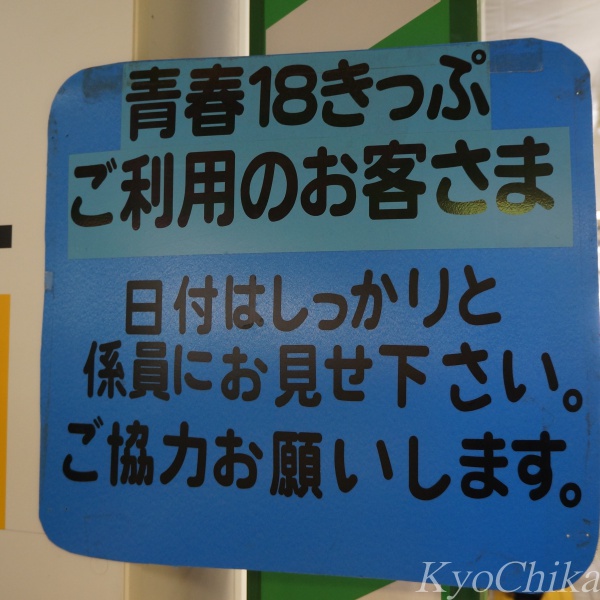 青春18きっぷ
ご利用のお客さま
日付はしっかりと
係員にお見せ下さい。
ご協力お願いします。
KyoChika